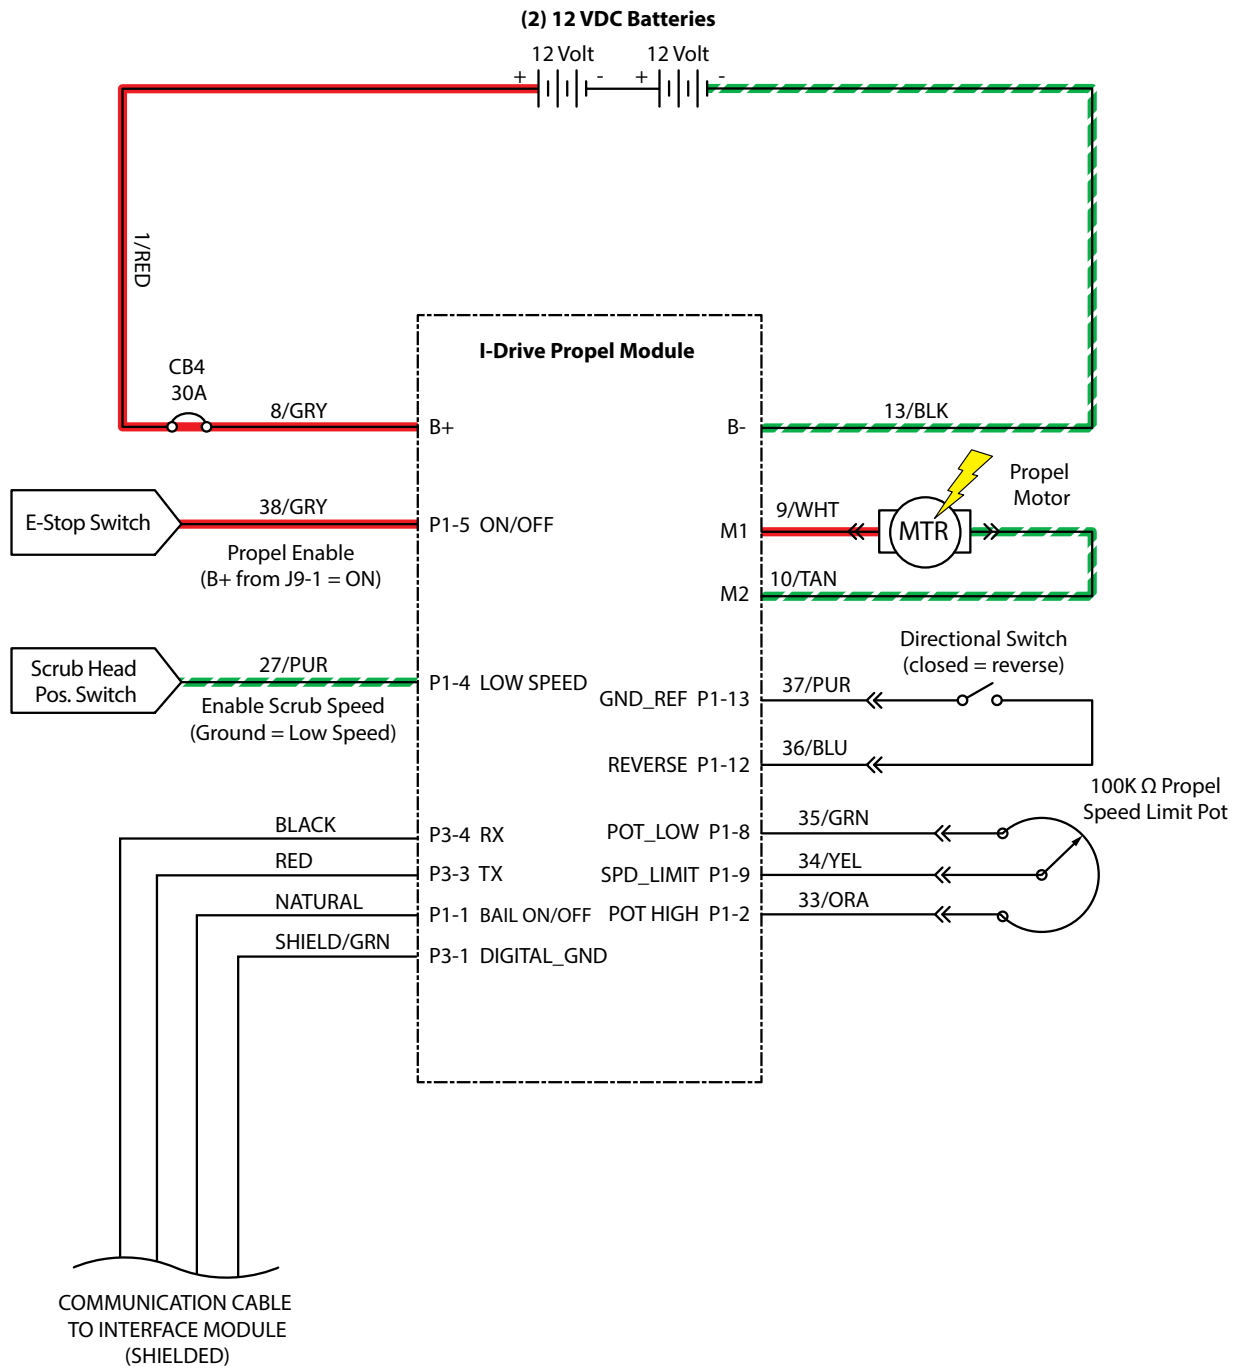 (2) 12 VDC Batteries
12 Volt
12 Volt
+
-
+
-
1/RED
CB4
30A
8/GRY
I-Drive Propel Module
B+
B-
13/BLK
E-Stop Switch
38/GRY
P1-5 ON/OFF
Propel Enable
(B+ from J9-1 = ON)
M1
9/WHT
MTR
Propel
Motor
M2
10/TAN
Scrub Head
Pos. Switch
27/PUR
P1-4 LOW SPEED
Enable Scrub Speed
(Ground = Low Speed)
Directional Switch
(closed = reverse)
GND_REF P1-13
37/PUR
REVERSE P1-12
36/BLU
100K Ω Propel
Speed Limit Pot
BLACK
P3-4 RX
POT_LOW P1-8
35/GRN
RED
P3-3 TX
SPD_LIMIT P1-9
34/YEL
NATURAL
P1-1 BAIL ON/OFF
POT HIGH P1-2
33/ORA
SHIELD/GRN
P3-1 DIGITAL_GND
COMMUNICATION CABLE
TO INTERFACE MODULE
(SHIELDED)